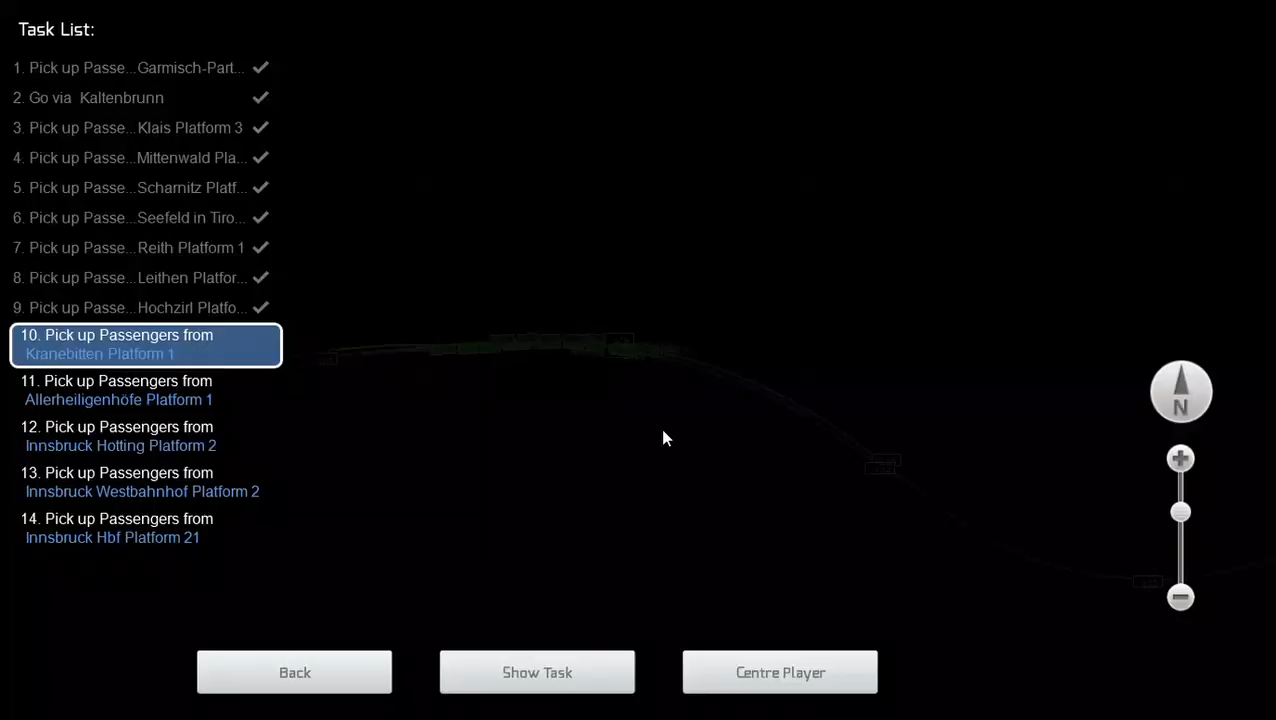 Task List:
1. Pick up Passe...Garmisch-Part...
2. Go via Kaltenbrunn
3. Pick up Passe...Klais Platform 3
4. Pick up Passe...Mittenwald Pla...
5. Pick up Passe...Scharnitz Platf...
6. Pick up Passe...Seefeld in Tiro...
7. Pick up Passe...Reith Platform 1
8. Pick up Passe...Leithen Platfor...
9. Pick up Passe...Hochzirl Platfo...
10. Pick up Passengers from
Kranebitten Platform 1
11. Pick up Passengers from
Allerheiligenhöfe Platform 1
12. Pick up Passengers from
Innsbruck Hotting Platform 2
13. Pick up Passengers from
Innsbruck Westbahnhof Platform 2
14. Pick up Passengers from
Innsbruck Hbf Platform 21
N
Back
Show Task
Centre Player